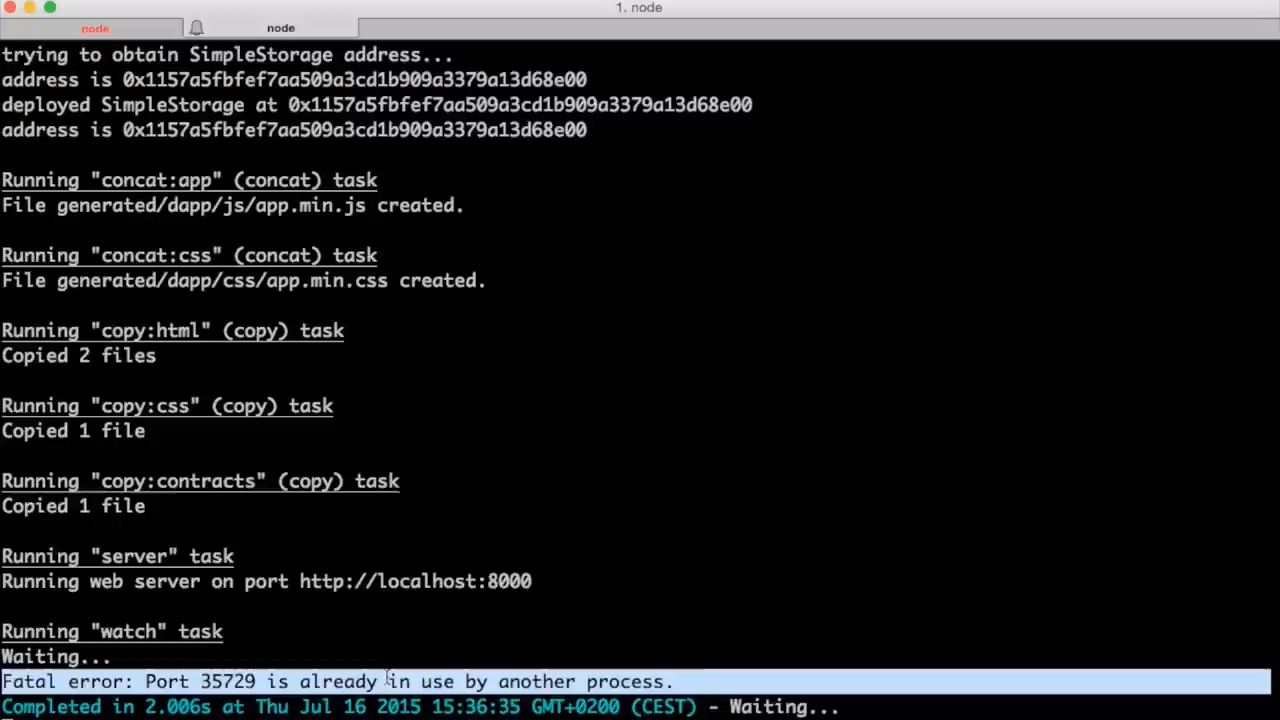 1. node
node
node
trying to obtain SimpleStorage address...
address is 0x1157a5fbfef7aa509a3cd1b909a3379a13d68e00
deployed SimpleStorage at 0x1157a5fbfef7aa509a3cd1b909a3379a13d68e00
address is 0x1157a5fbfef7aa509a3cd1b909a3379a13d68e00
Running "concat:app" (concat) task
File generated/dapp/js/app.min.js created.
Running "concat:css" (concat) task
File generated/dapp/css/app.min.css created.
Running "copy:html" (copy) task
Copied 2 files
Running "copy:css" (copy) task
Copied 1 file
Running "copy:contracts" (copy) task
Copied 1 file
Running "server" task
Running web server on port http://localhost:8000
Running "watch" task
Waiting...
Fatal error: Port 35729 is already in use by another process.
Completed in 2.006s at Thu Jul 16 2015 15:36:35 GMT+0200 (CEST) - Waiting...